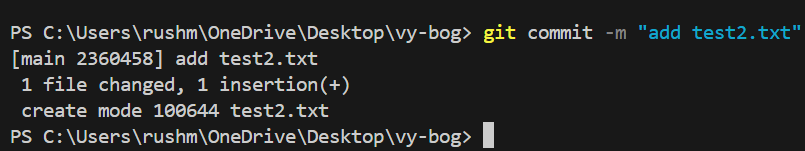 PS C:\Users\rushm\OneDrive\Desktop\vy-bog> git commit -m "add test2.txt"
[main 2360458] add test2.txt
 1 file changed, 1 insertion(+)
 create mode 100644 test2.txt
PS C:\Users\rushm\OneDrive\Desktop\vy-bog>